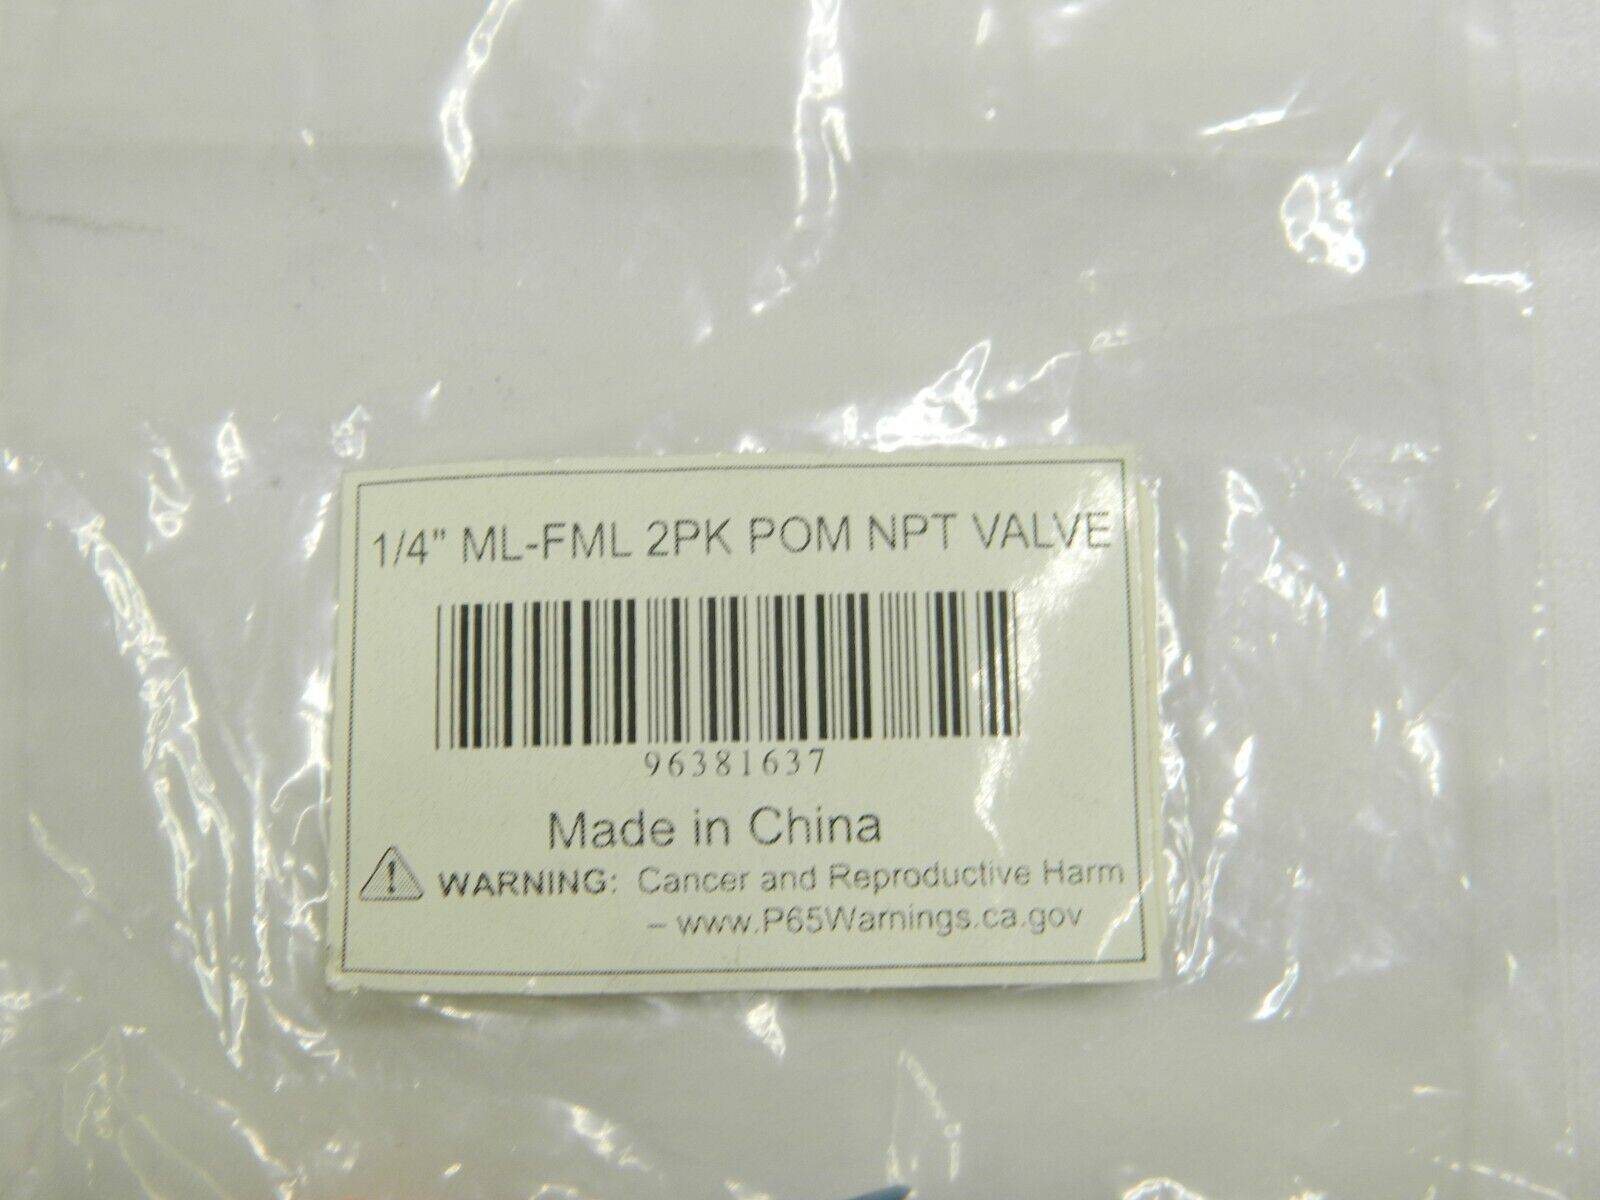 1/4" ML-FML 2PK POM NPT VALVE
96381637
Made in China
WARNING: Cancer and Reproductive Harm
– www.P65Warnings.ca.gov